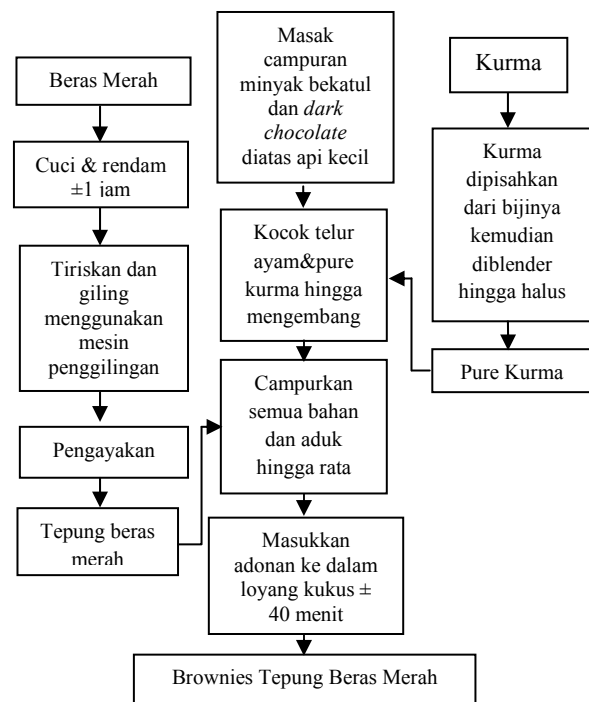 Beras Merah
Cuci & rendam
±1 jam
Tiriskan dan
giling
menggunakan
mesin
penggilingan
Pengayakan
Tepung beras
merah
Masak
campuran
minyak bekatul
dan dark
chocolate
diatas api kecil
Kocok telur
ayam&pure
kurma hingga
mengembang
Campurkan
semua bahan
dan aduk
hingga rata
Masukkan
adonan ke dalam
loyang kukus ±
40 menit
Kurma
Kurma
dipisahkan
dari bijinya
kemudian
diblender
hingga halus
Pure Kurma
Brownies Tepung Beras Merah